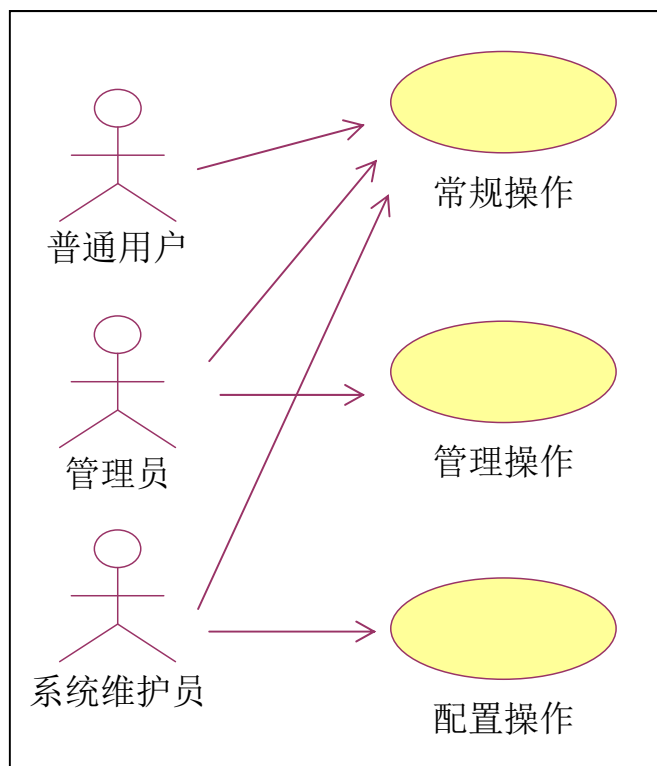 普通用户
常规操作
管理员
管理操作
系统维护员
配置操作